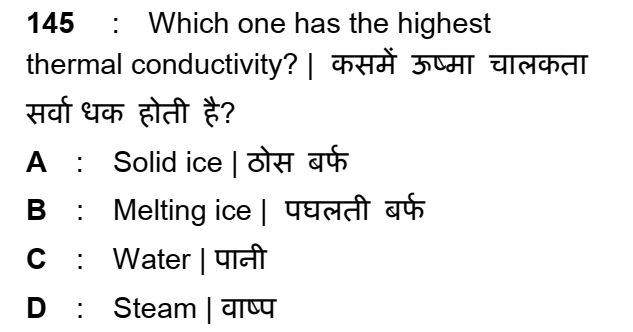 145 : Which one has the highest
thermal conductivity? | कसमें ऊष्मा चालकता
सर्वा धक होती है?
A : Solid ice | ठोस बर्फ
B : Melting ice | पघलती बर्फ
C : Water | पानी
D : Steam | वाष्प